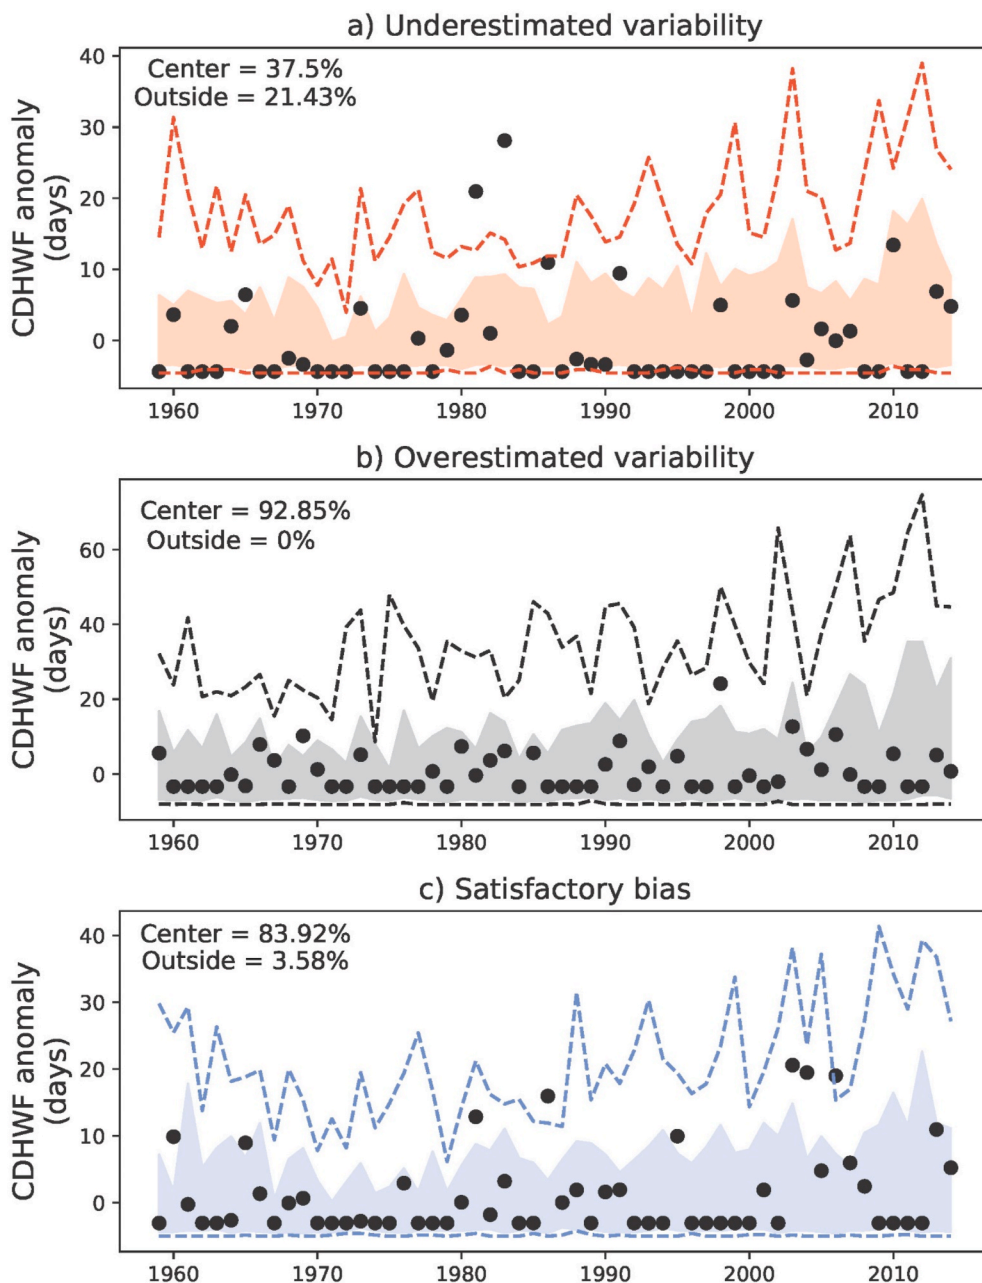 a) Underestimated variability
Center = 37.5%
Outside = 21.43%
CDHWF anomaly
(days)
40
30
20
10
0
1960 1970 1980 1990 2000 2010
b) Overestimated variability
Center = 92.85%
Outside = 0%
CDHWF anomaly
(days)
60
40
20
0
1960 1970 1980 1990 2000 2010
c) Satisfactory bias
Center = 83.92%
Outside = 3.58%
CDHWF anomaly
(days)
40
30
20
10
0
1960 1970 1980 1990 2000 2010